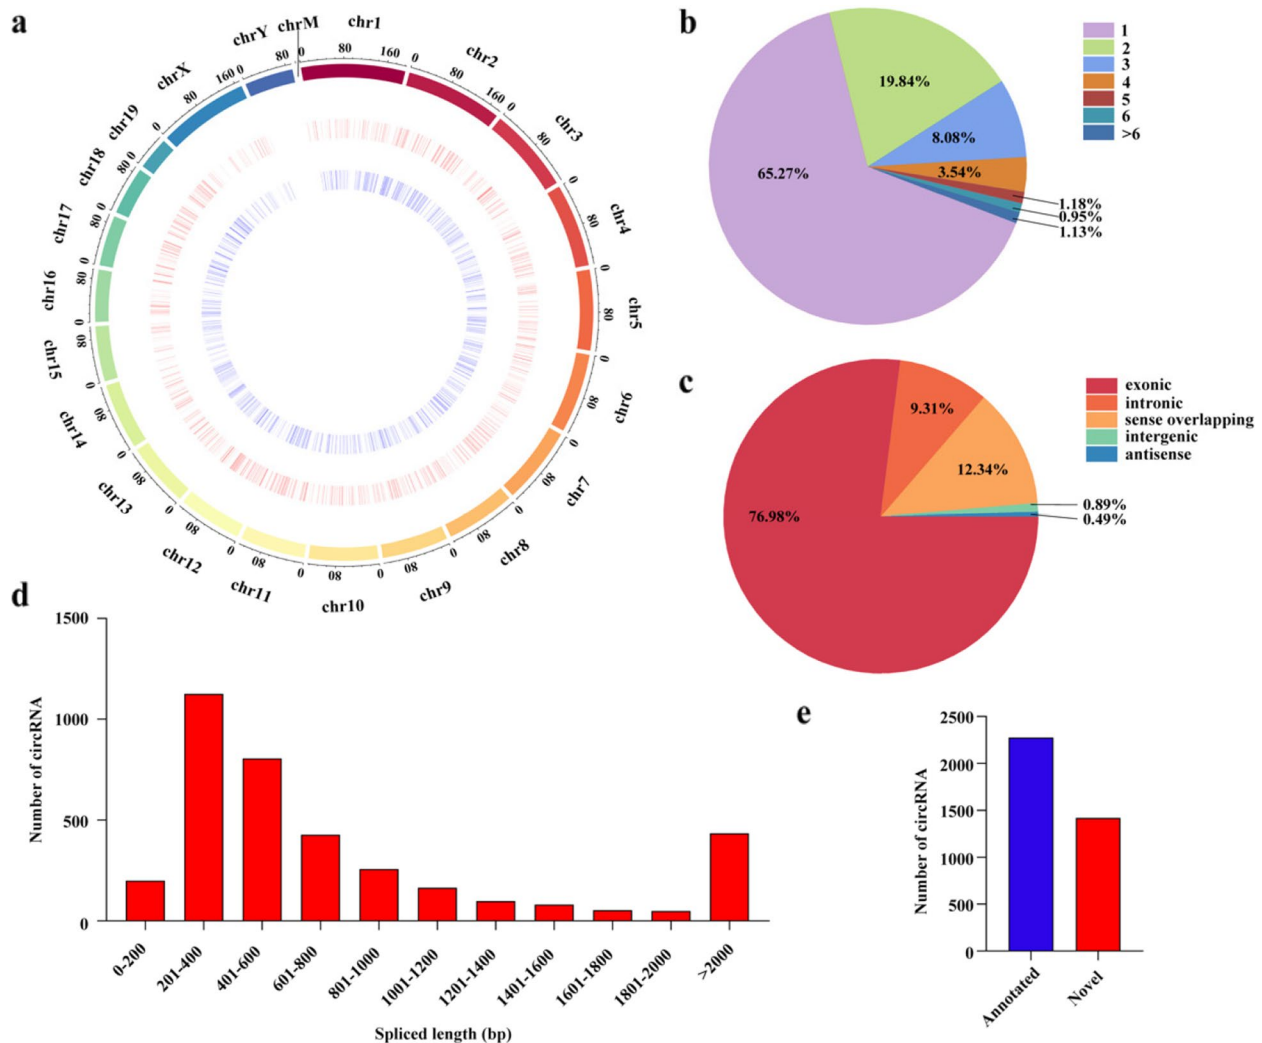 a
chr1
chr2
chr3
chr4
chr5
chr6
chr7
chr8
chr9
chr10
chr11
chr12
chr13
chr14
chr15
chr16
chr17
chr18
chr19
chrX
chrY
chrM
0
80
160
0
80
160
0
80
0
80
0
80
0
80
0
80
0
80
0
80
0
80
0
80
0
80
0
80
0
80
0
80
0
80
0
80
0
80
0
80
160
0
80
0
b
65.27%
19.84%
8.08%
3.54%
1.18%
0.95%
1.13%
1
2
3
4
5
6
>6
c
76.98%
9.31%
12.34%
0.89%
0.49%
exonic
intronic
sense overlapping
intergenic
antisense
d
Number of circRNA
1500
1000
500
0
0-200
201-400
401-600
601-800
801-1000
1001-1200
1201-1400
1401-1600
1601-1800
1801-2000
>2000
Spliced length (bp)
e
Number of circRNA
2500
2000
1500
1000
500
0
Annotated
Novel